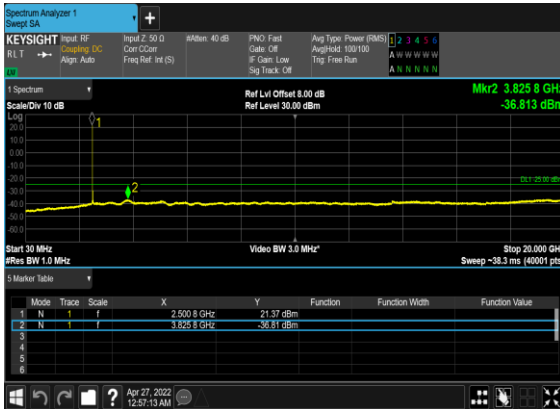 Spectrum Analyzer 1
Swept SA
+
KEYSIGHT Input: RF Input Z: 50 Ω #Atten: 40 dB PNO: Fast Avg Type: Power (RMS) 1 2 3 4 5 6
RLT Coupling: DC Corr CCorr Gate: Off Avg|Hold: 100/100 A W W W W W
Align: Auto Freq Ref: Int (S) IF Gain: Low Trig: Free Run
Sig Track: Off A N N N N N
1 Spectrum
Scale/Div 10 dB Ref Lvl Offset 8.00 dB Ref Level 30.00 dBm Mkr2 3.825 8 GHz -36.813 dBm
Log
20.0
10.0
0.00
-10.0
-20.0
-30.0
-40.0
-50.0
-60.0
1
2
DL1 -25.00 dBm
Start 30 MHz Video BW 3.0 MHz* Stop 20.000 GH
#Res BW 1.0 MHz Sweep ~38.3 ms (40001 pts
5 Marker Table
Mode Trace Scale X Y Function Function Width Function Value
1 N 1 f 2.500 8 GHz 21.37 dBm
2 N 1 f 3.825 8 GHz -36.81 dBm
3
4
5
6
? Apr 27, 2022
12:57:13 AM